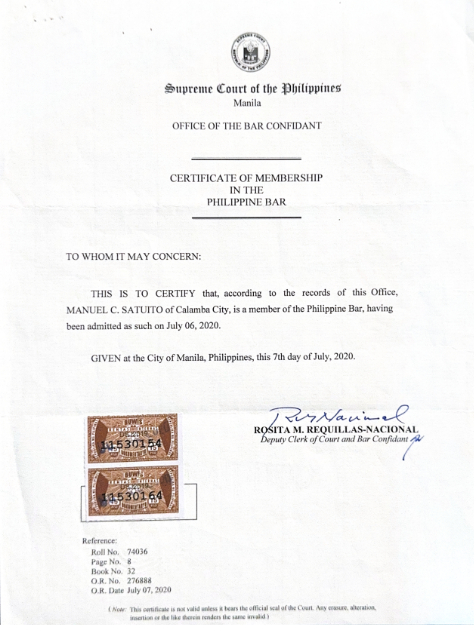 Supreme Court of the Philippines
Manila
OFFICE OF THE BAR CONFIDANT
CERTIFICATE OF MEMBERSHIP
IN THE
PHILIPPINE BAR
TO WHOM IT MAY CONCERN:
THIS IS TO CERTIFY that, according to the records of this Office,
MANUEL C. SATUITO of Calamba City, is a member of the Philippine Bar, having
been admitted as such on July 06, 2020.
GIVEN at the City of Manila, Philippines, this 7th day of July, 2020.
ROSITA M. REQUILLAS-NACIONAL
Deputy Clerk of Court and Bar Confidant
11530164
Reference:
Roll No. 74036
Page No. 8
Book No. 32
O.R. No. 276888
O.R. Date July 07, 2020
( Note: This certificate is not valid unless it bears the official seal of the Court. Any erasure, alteration,
insertion or the like therein renders the same invalid.)